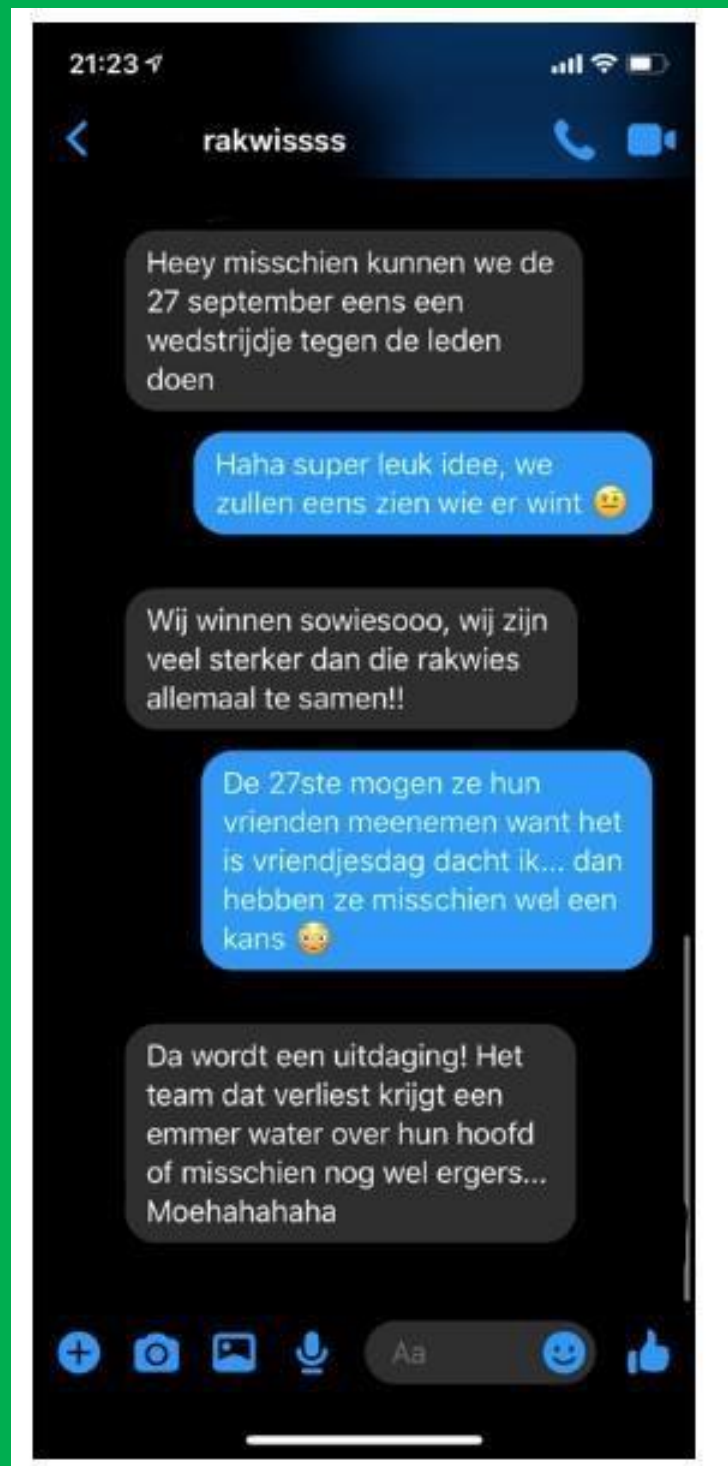 21:23
rakwissss
Heey misschien kunnen we de
27 september eens een
wedstrijdje tegen de leden
doen
Haha super leuk idee, we
zullen eens zien wie er wint 🤨
Wij winnen sowiesooo, wij zijn
veel sterker dan die rakwies
allemaal te samen!!
De 27ste mogen ze hun
vrienden meenemen want het
is vriendjesdag dacht ik... dan
hebben ze misschien wel een
kans 😳
Da wordt een uitdaging! Het
team dat verliest krijgt een
emmer water over hun hoofd
of misschien nog wel ergers...
Moehahahaha
Aa